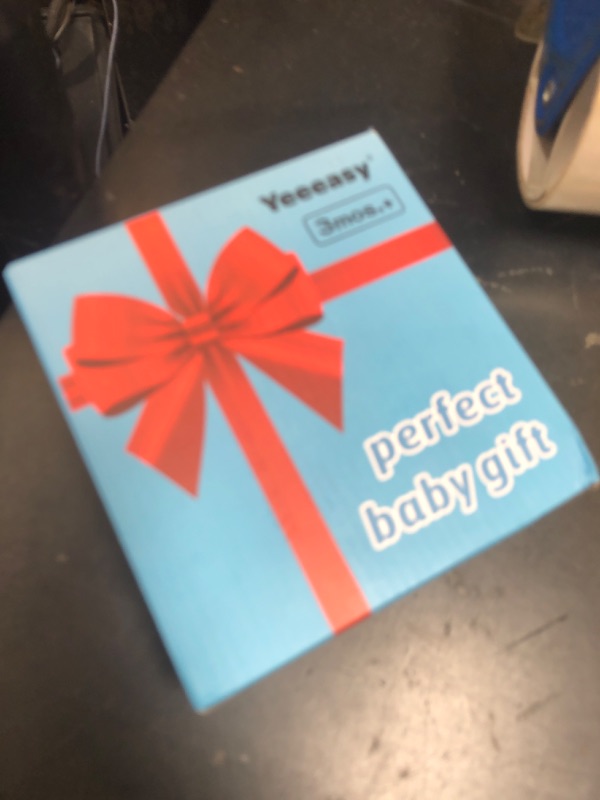 Yeeeasy
3mos.+
perfect
baby gift